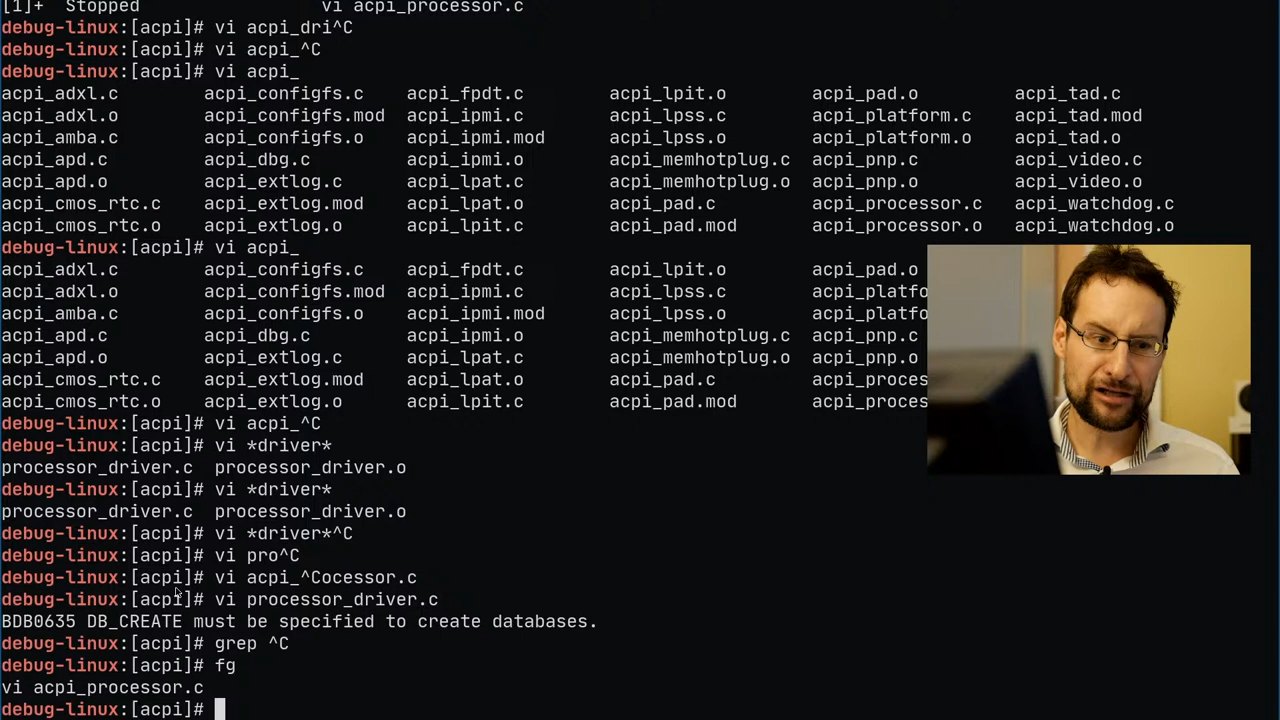 [1]+  Stopped                 vi acpi_processor.c
debug-linux:[acpi]# vi acpi_dri^C
debug-linux:[acpi]# vi acpi_^C
debug-linux:[acpi]# vi acpi_
acpi_adxl.c        acpi_configfs.c    acpi_fpdt.c        acpi_lpit.o        acpi_pad.o         acpi_tad.c
acpi_adxl.o        acpi_configfs.mod  acpi_ipmi.c        acpi_lpss.c        acpi_platform.c    acpi_tad.mod
acpi_amba.c        acpi_configfs.o    acpi_ipmi.mod      acpi_lpss.o        acpi_platform.o    acpi_tad.o
acpi_apd.c         acpi_dbg.c         acpi_ipmi.o        acpi_memhotplug.c  acpi_pnp.c         acpi_video.c
acpi_apd.o         acpi_extlog.c      acpi_lpat.c        acpi_memhotplug.o  acpi_pnp.o         acpi_video.o
acpi_cmos_rtc.c    acpi_extlog.mod    acpi_lpat.o        acpi_pad.c         acpi_processor.c   acpi_watchdog.c
acpi_cmos_rtc.o    acpi_extlog.o      acpi_lpit.c        acpi_pad.mod       acpi_processor.o   acpi_watchdog.o
debug-linux:[acpi]# vi acpi_
acpi_adxl.c        acpi_configfs.c    acpi_fpdt.c        acpi_lpit.o        acpi_pad.o
acpi_adxl.o        acpi_configfs.mod  acpi_ipmi.c        acpi_lpss.c        acpi_platfo
acpi_amba.c        acpi_configfs.o    acpi_ipmi.mod      acpi_lpss.o        acpi_platfo
acpi_apd.c         acpi_dbg.c         acpi_ipmi.o        acpi_memhotplug.c  acpi_pnp.c
acpi_apd.o         acpi_extlog.c      acpi_lpat.c        acpi_memhotplug.o  acpi_pnp.o
acpi_cmos_rtc.c    acpi_extlog.mod    acpi_lpat.o        acpi_pad.c         acpi_proces
acpi_cmos_rtc.o    acpi_extlog.o      acpi_lpit.c        acpi_pad.mod       acpi_proces
debug-linux:[acpi]# vi acpi_^C
debug-linux:[acpi]# vi *driver*
processor_driver.c  processor_driver.o
debug-linux:[acpi]# vi *driver*
processor_driver.c  processor_driver.o
debug-linux:[acpi]# vi *driver*^C
debug-linux:[acpi]# vi pro^C
debug-linux:[acpi]# vi acpi_^Cocessor.c
debug-linux:[acpi]# vi processor_driver.c
BDB0635 DB_CREATE must be specified to create databases.
debug-linux:[acpi]# grep ^C
debug-linux:[acpi]# fg
vi acpi_processor.c
debug-linux:[acpi]#